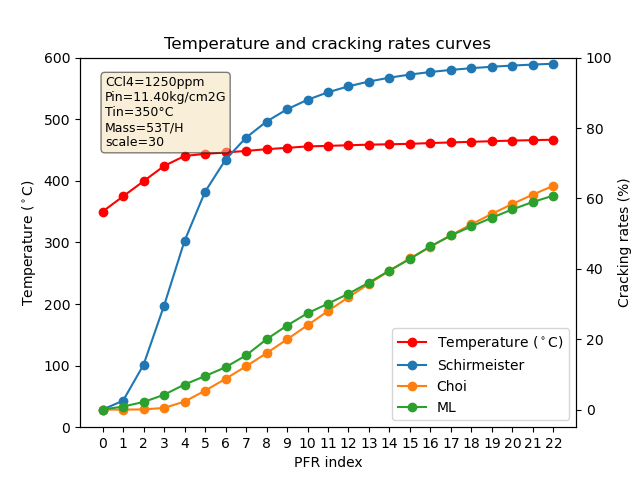 Temperature and cracking rates curves
CCl4=1250ppm
Pin=11.40kg/cm2G
Tin=350°C
Mass=53T/H
scale=30
600
500
400
300
200
100
0
Temperature (°C)
100
80
60
40
20
0
Cracking rates (%)
Temperature (°C)
Schirmeister
Choi
ML
0 1 2 3 4 5 6 7 8 9 10 11 12 13 14 15 16 17 18 19 20 21 22
PFR index